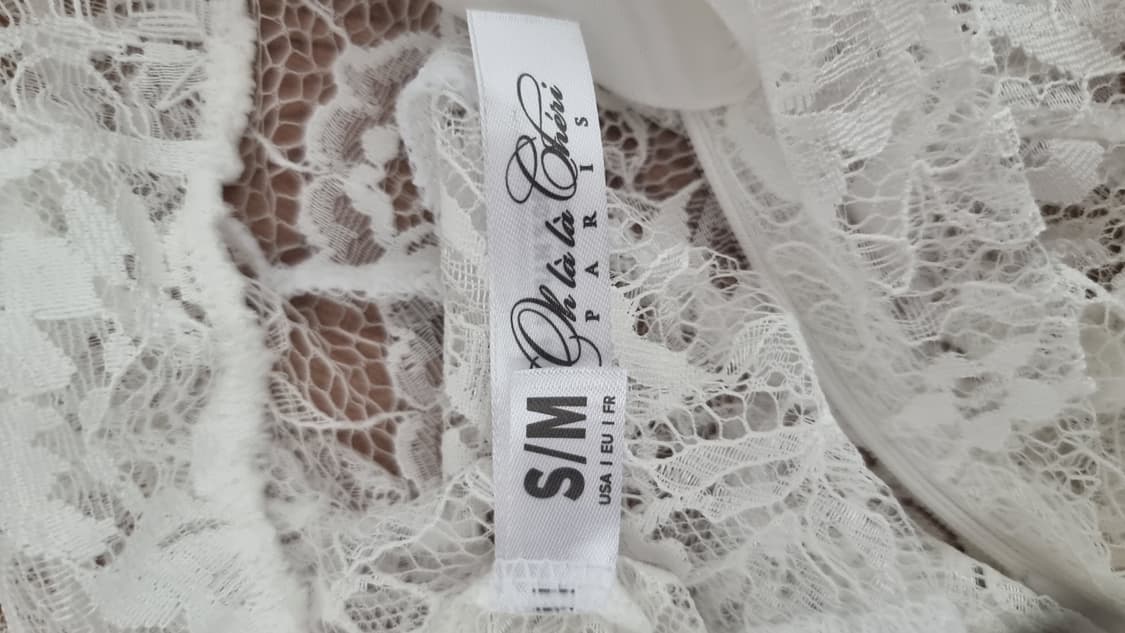 Oh là là Chéri
PARIS
S/M
USA | EU | FR